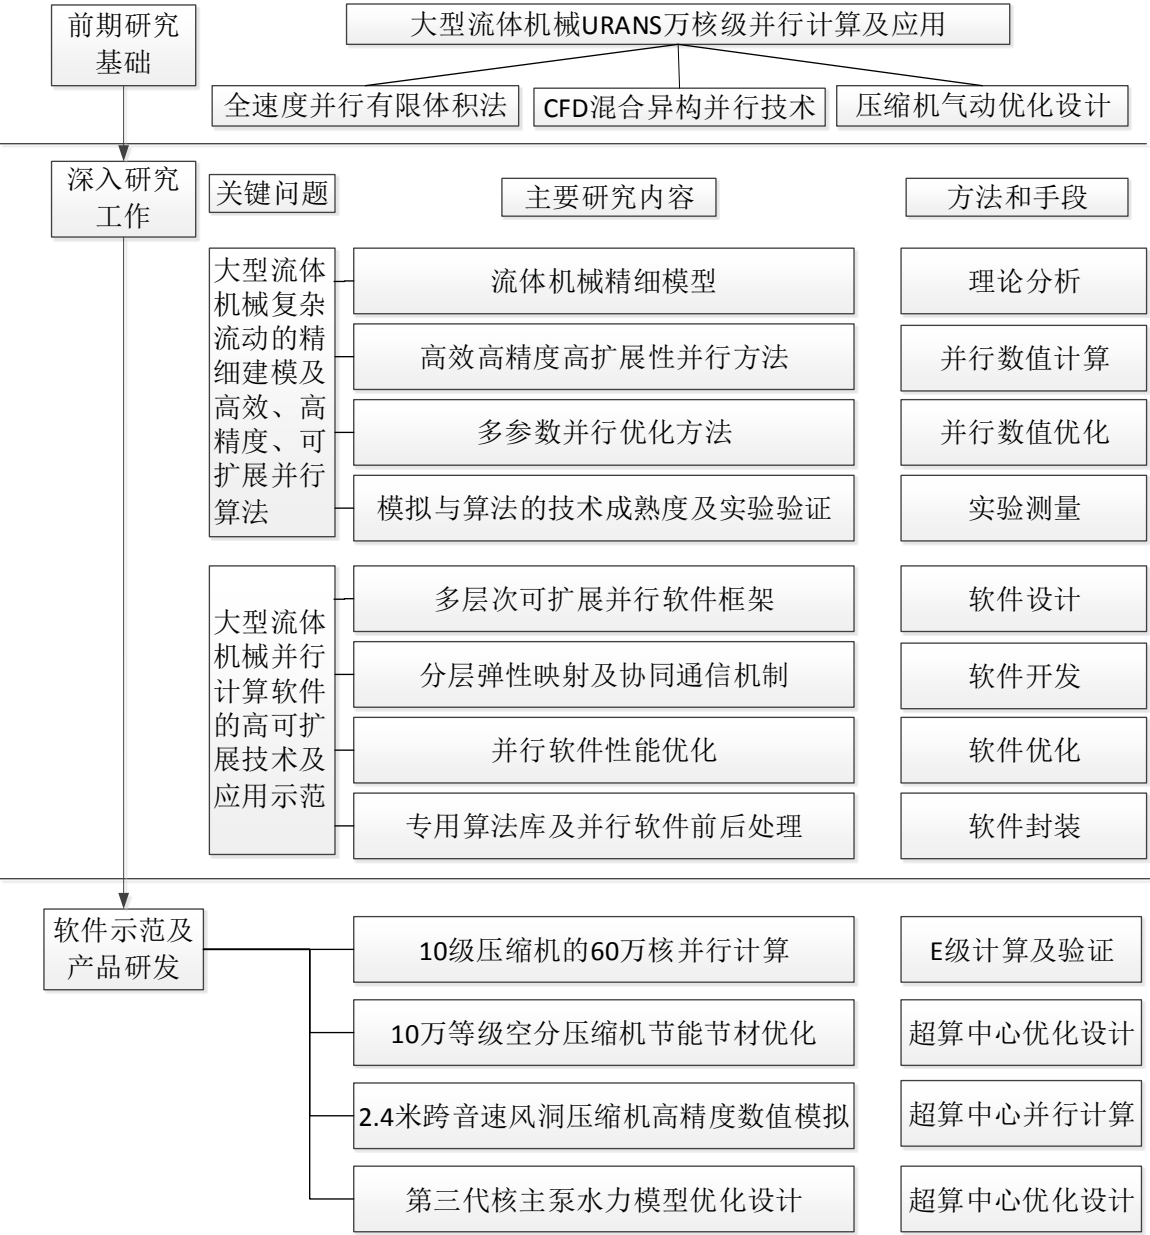 前期研究
基础
大型流体机械URANS万核级并行计算及应用
全速度并行有限体积法
CFD混合异构并行技术
压缩机气动优化设计
深入研究
工作
关键问题
主要研究内容
方法和手段
大型流体
机械复杂
流动的精
细建模及
高效、高
精度、可
扩展并行
算法
流体机械精细模型
理论分析
高效高精度高扩展性并行方法
并行数值计算
多参数并行优化方法
并行数值优化
模拟与算法的技术成熟度及实验验证
实验测量
大型流体
机械并行
计算软件
的高可扩
展技术及
应用示范
多层次可扩展并行软件框架
软件设计
分层弹性映射及协同通信机制
软件开发
并行软件性能优化
软件优化
专用算法库及并行软件前后处理
软件封装
软件示范及
产品研发
10级压缩机的60万核并行计算
E级计算及验证
10万等级空分压缩机节能节材优化
超算中心优化设计
2.4米跨音速风洞压缩机高精度数值模拟
超算中心并行计算
第三代核主泵水力模型优化设计
超算中心优化设计